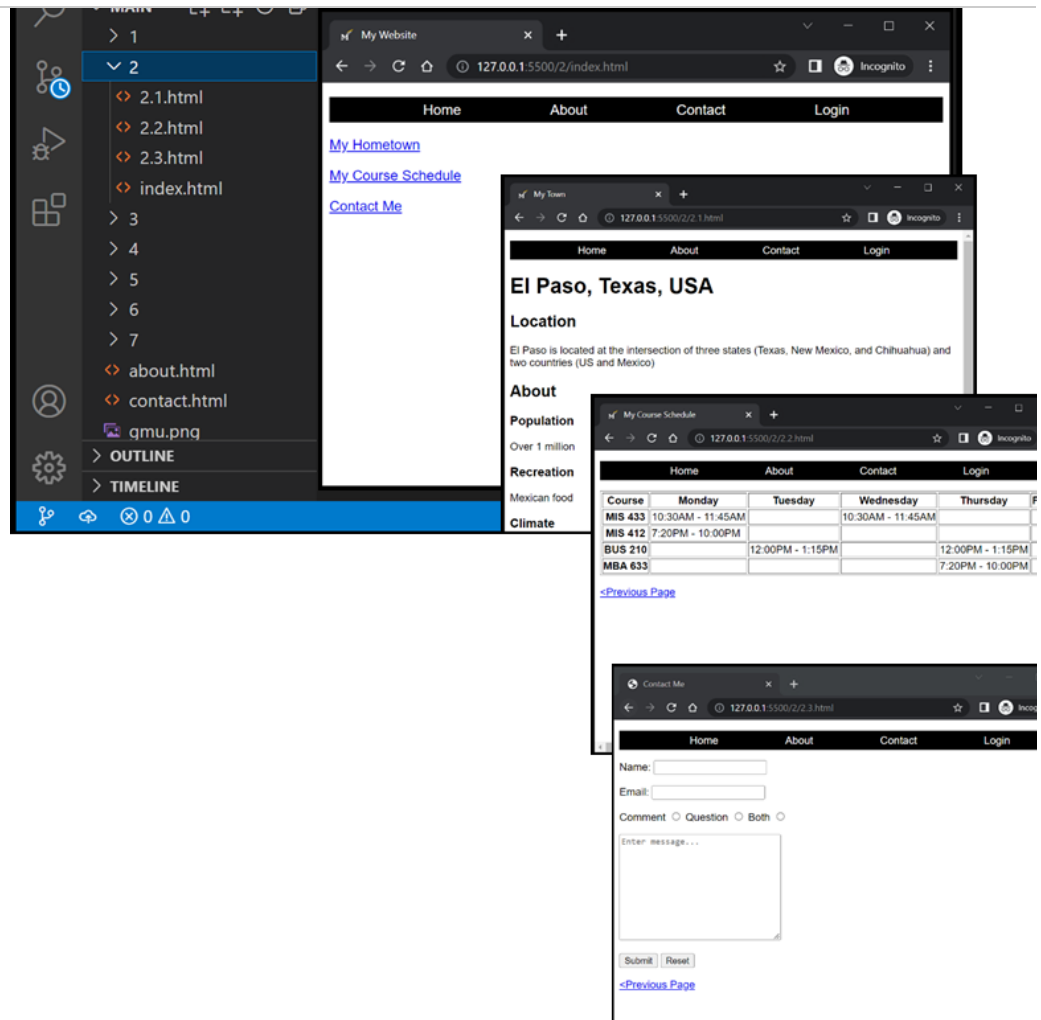 MAIN
1
2
2.1.html
2.2.html
2.3.html
index.html
3
4
5
6
7
about.html
contact.html
gmu.png
OUTLINE
TIMELINE
0 0
My Website
127.0.0.1:5500/2/index.html
Incognito
Home About Contact Login
My Hometown
My Course Schedule
Contact Me
My Town
127.0.0.1:5500/2/2.1.html
Incognito
Home About Contact Login
El Paso, Texas, USA
Location
El Paso is located at the intersection of three states (Texas, New Mexico, and Chihuahua) and
two countries (US and Mexico)
About
Population
Over 1 million
Recreation
Mexican food
Climate
My Course Schedule
127.0.0.1:5500/2/2.2.html
Incognito
Home About Contact Login
Course Monday Tuesday Wednesday Thursday F
MIS 433 10:30AM - 11:45AM 10:30AM - 11:45AM
MIS 412 7:20PM - 10:00PM
BUS 210 12:00PM - 1:15PM 12:00PM - 1:15PM
MBA 633 7:20PM - 10:00PM
<Previous Page
Contact Me
127.0.0.1:5500/2/2.3.html
Incog
Home About Contact Login
Name:
Email:
Comment Question Both
Enter message...
Submit Reset
<Previous Page